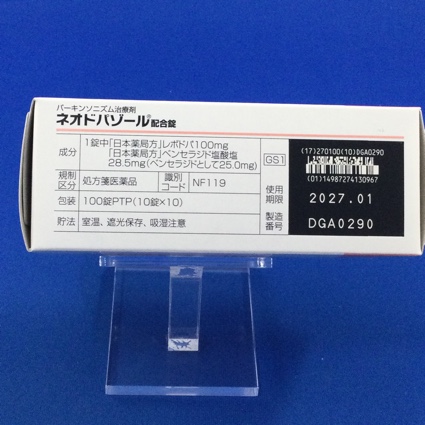 パーキンソニズム治療剤
ネオドパゾール®配合錠
成分 1錠中「日本薬局方」レボドパ100mg
「日本薬局方」ベンセラジド塩酸塩
28.5mg(ベンセラジドとして25.0mg)
規制区分 処方箋医薬品 識別コード NF119
包装 100錠PTP(10錠×10)
貯法 室温、遮光保存、吸湿注意
GS1
(17)270100(10)DGA0290
(01)14987274130967
使用期限 2027.01
製造番号 DGA0290